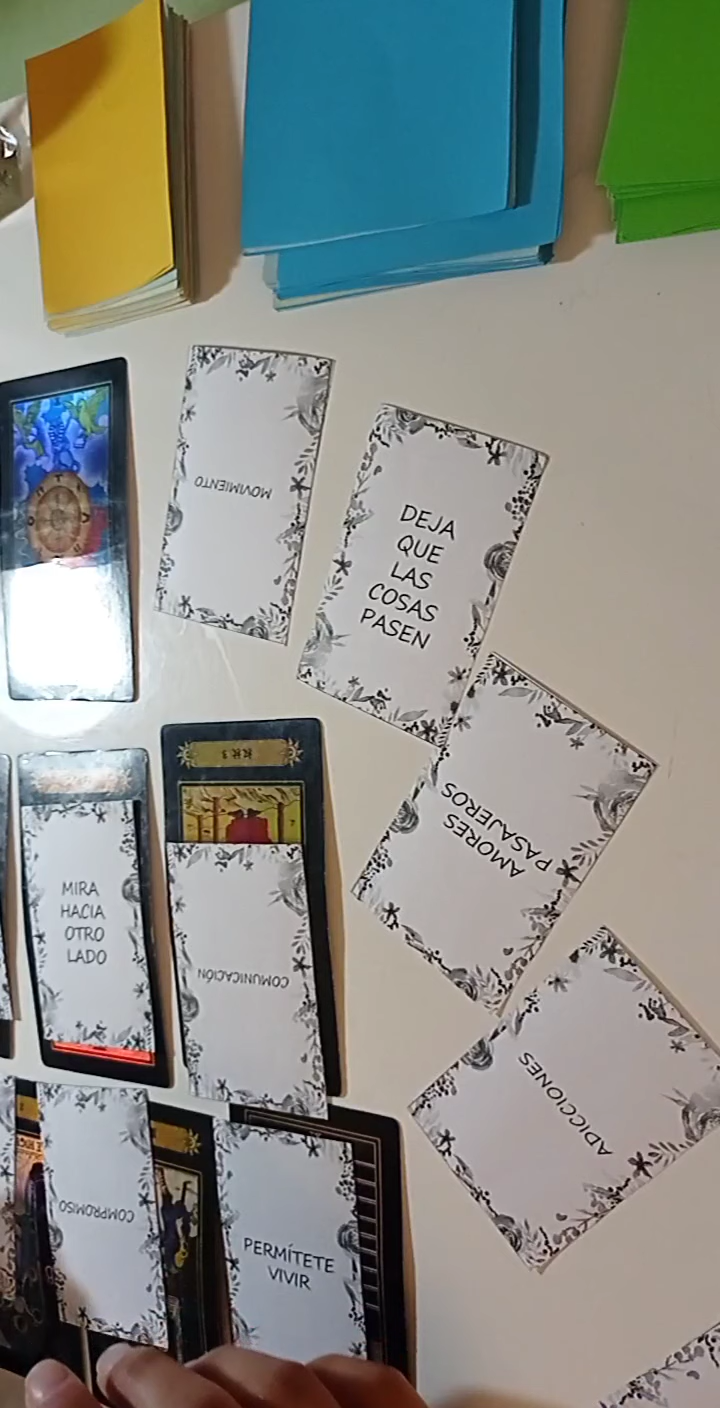 MOVIMIENTO
DEJA
QUE
LAS
COSAS
PASEN
AMORES
PASAJEROS
MIRA
HACIA
OTRO
LADO
COMUNICACIÓN
ADICCIONES
COMPROMISO
PERMÍTETE
VIVIR